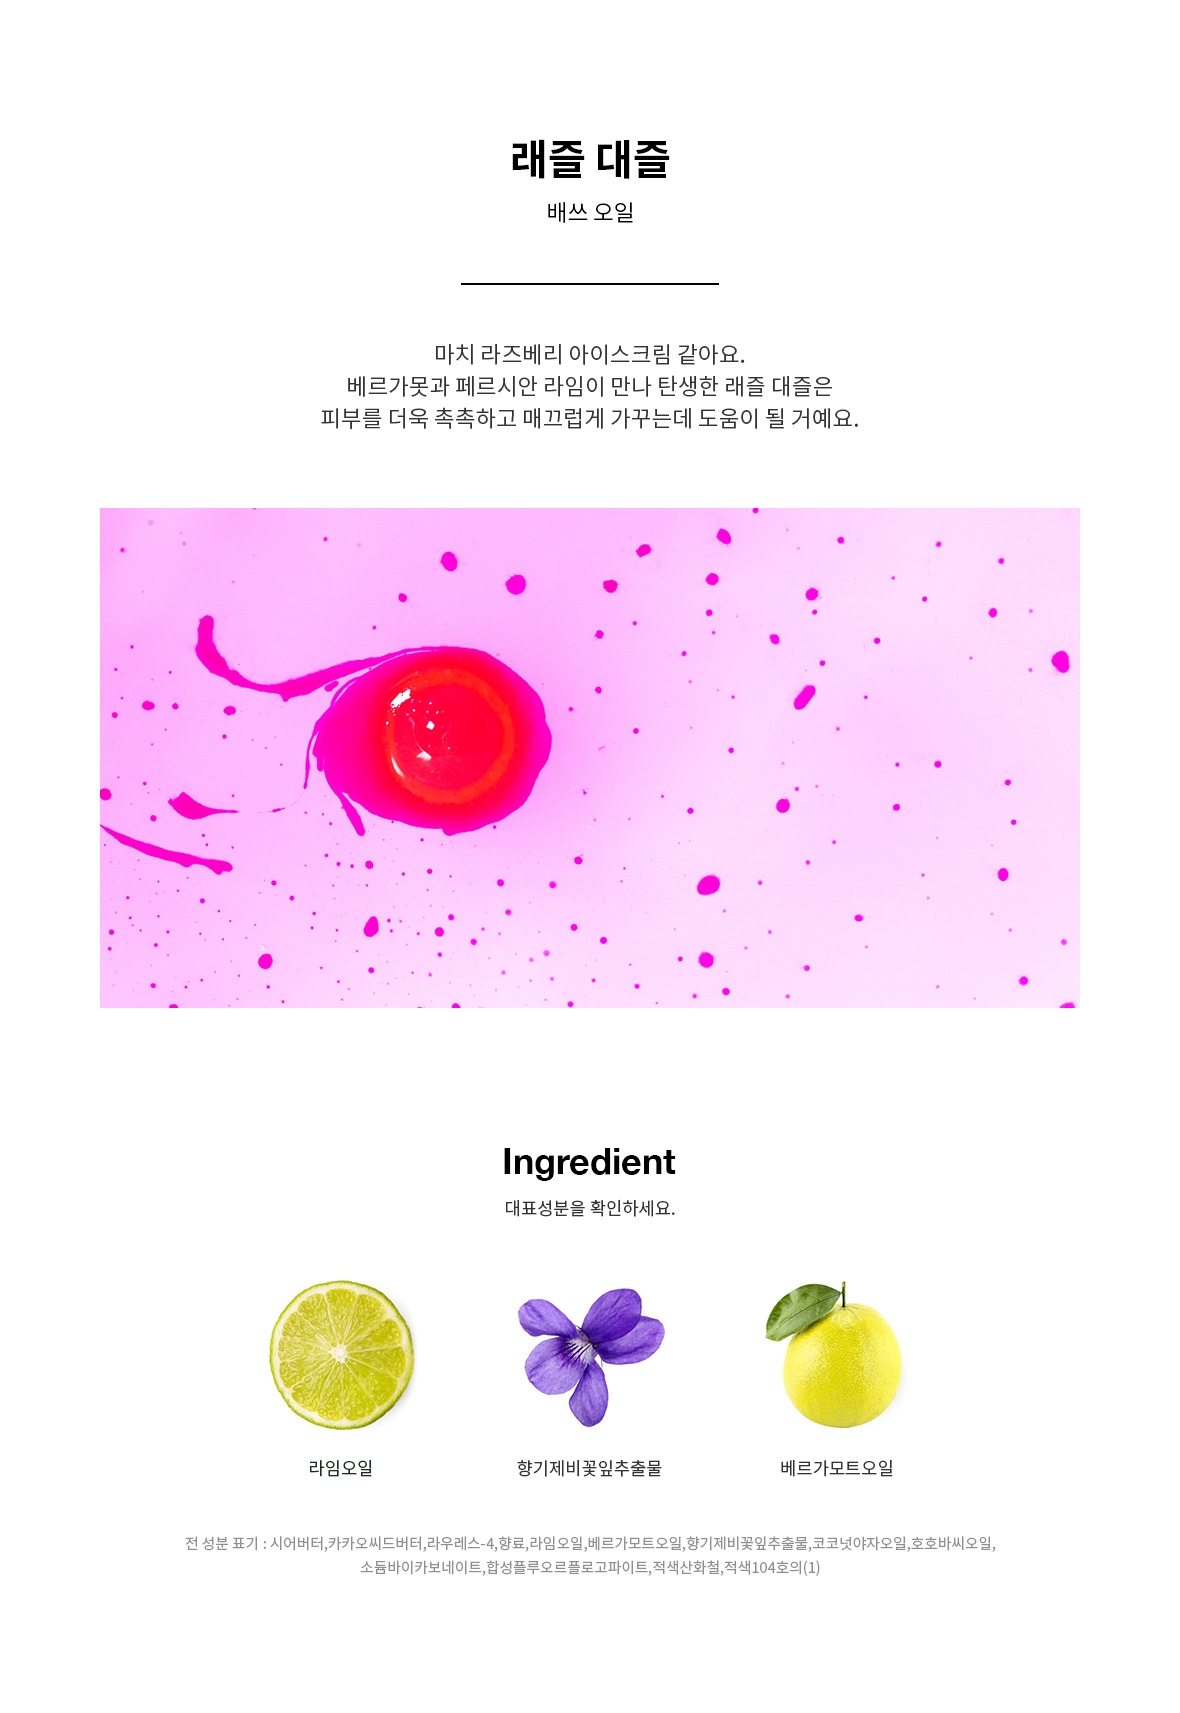 래즐 대즐
배쓰 오일
마치 라즈베리 아이스크림 같아요.
베르가못과 페르시안 라임이 만나 탄생한 래즐 대즐은
피부를 더욱 촉촉하고 매끄럽게 가꾸는데 도움이 될 거예요.
Ingredient
대표성분을 확인하세요.
라임오일
향기제비꽃잎추출물
베르가모트오일
전 성분 표기 : 시어버터,카카오씨드버터,라우레스-4,향료,라임오일,베르가모트오일,향기제비꽃잎추출물,코코넛야자오일,호호바씨오일,
소듐바이카보네이트,합성플루오르플로고파이트,적색산화철,적색104호의(1)